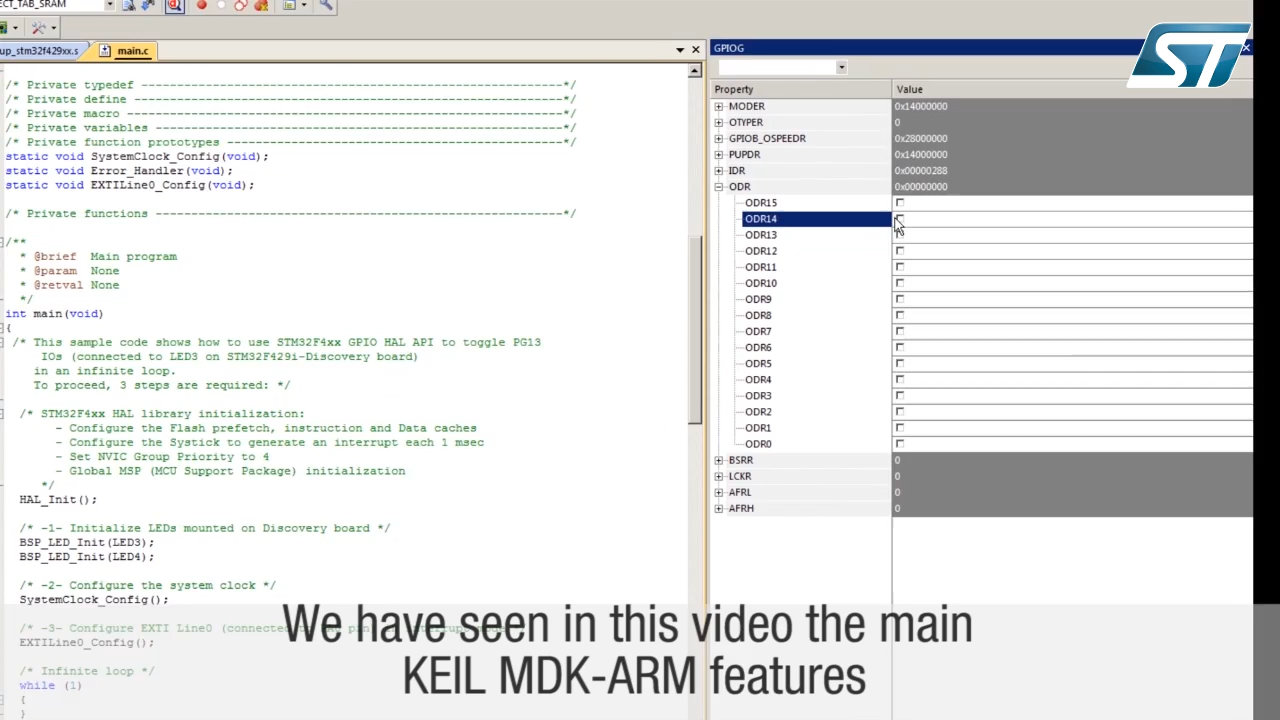 ECT_TAB_SRAM
up_stm32f429xx.s
main.c
/* Private typedef -----------------------------------------------------------*/
/* Private define ------------------------------------------------------------*/
/* Private macro -------------------------------------------------------------*/
/* Private variables ---------------------------------------------------------*/
/* Private function prototypes -----------------------------------------------*/
static void SystemClock_Config(void);
static void Error_Handler(void);
static void EXTILine0_Config(void);
/* Private functions ---------------------------------------------------------*/
/**
* @brief Main program
* @param None
* @retval None
*/
int main(void)
{
/* This sample code shows how to use STM32F4xx GPIO HAL API to toggle PG13
IOs (connected to LED3 on STM32F429i-Discovery board)
in an infinite loop.
To proceed, 3 steps are required: */
/* STM32F4xx HAL library initialization:
- Configure the Flash prefetch, instruction and Data caches
- Configure the Systick to generate an interrupt each 1 msec
- Set NVIC Group Priority to 4
- Global MSP (MCU Support Package) initialization
*/
HAL_Init();
/* -1- Initialize LEDs mounted on Discovery board */
BSP_LED_Init(LED3);
BSP_LED_Init(LED4);
/* -2- Configure the system clock */
SystemClock_Config();
/* -3- Configure EXTI Line0 (connected
EXTILine0_Config();
/* Infinite loop */
while (1)
{
}
GPIOG
Property Value
MODER 0x14000000
OTYPER 0
GPIOB_OSPEEDR 0x28000000
PUPDR 0x14000000
IDR 0x00000288
ODR 0x00000000
ODR15
ODR14
ODR13
ODR12
ODR11
ODR10
ODR9
ODR8
ODR7
ODR6
ODR5
ODR4
ODR3
ODR2
ODR1
ODR0
BSRR 0
LCKR 0
AFRL 0
AFRH 0
ST
We have seen in this video the main
KEIL MDK-ARM features